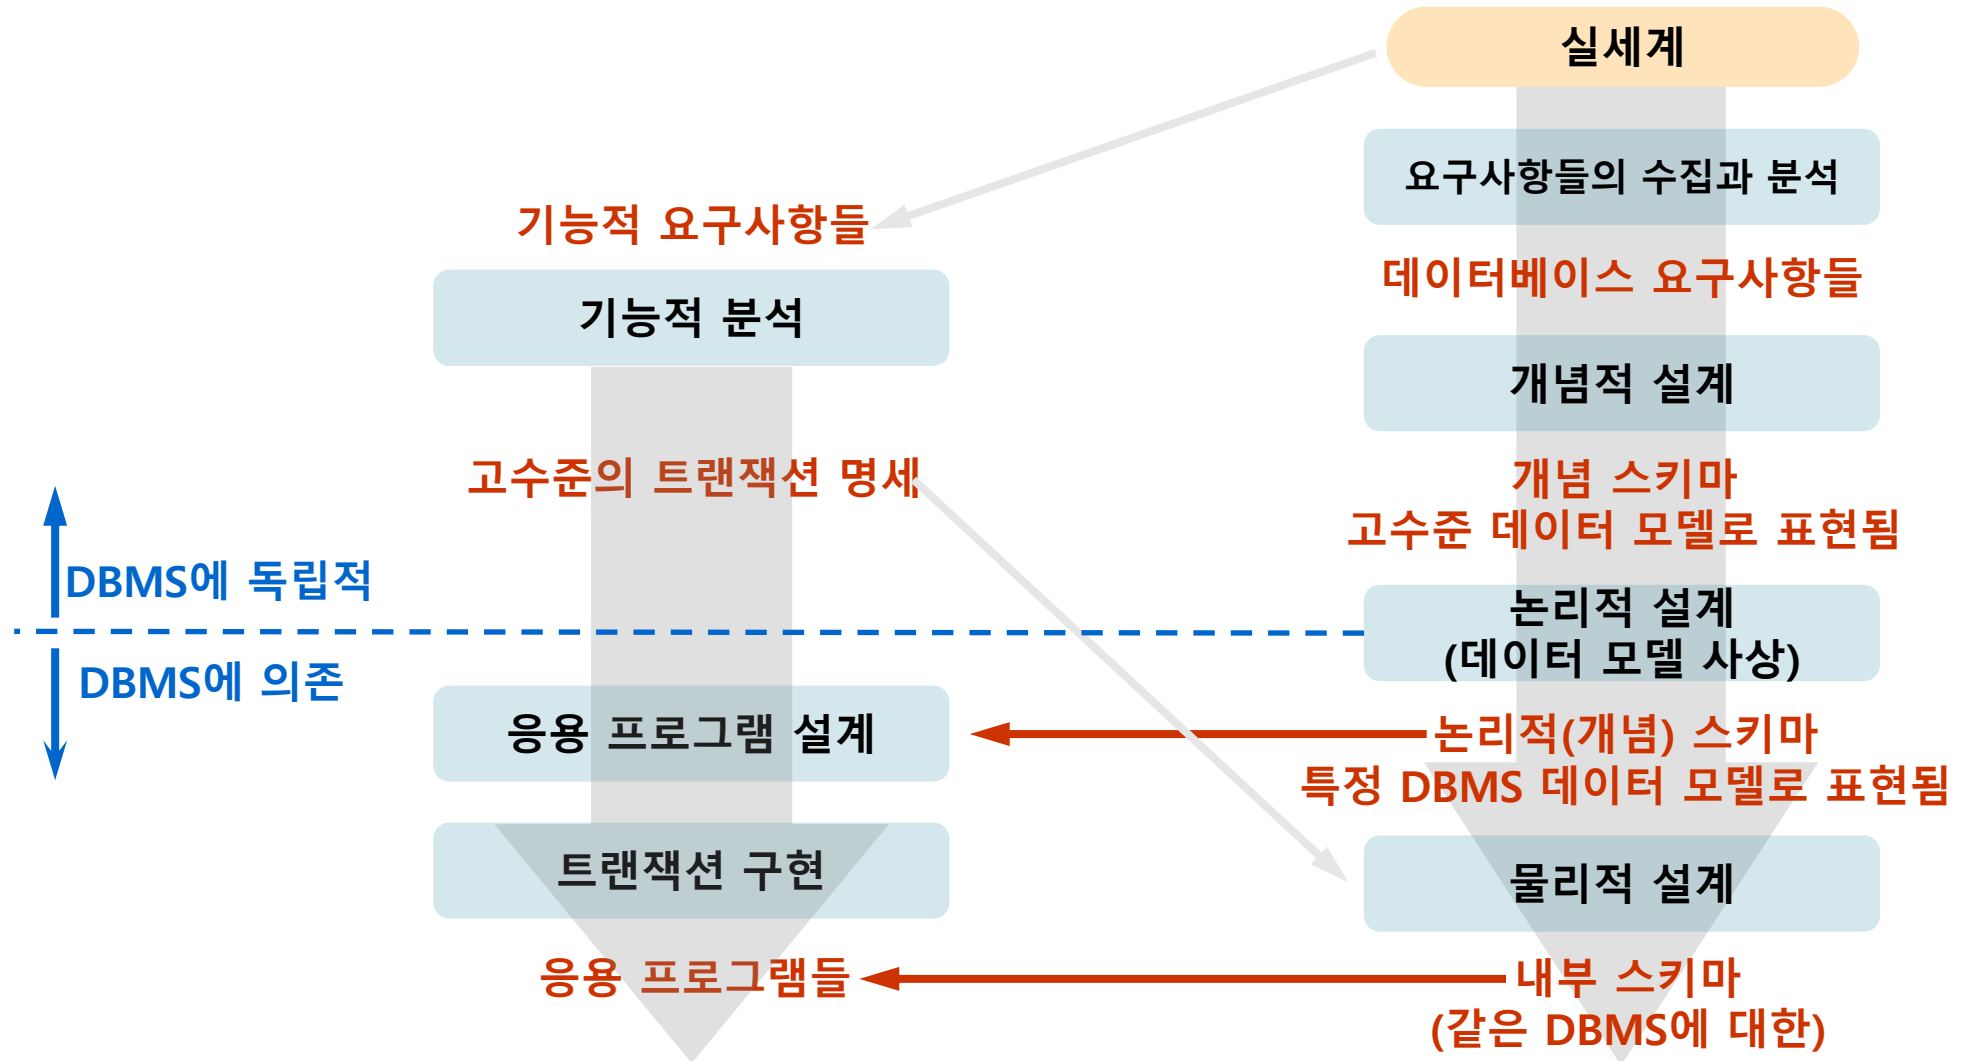 실세계
요구사항들의 수집과 분석
기능적 요구사항들
데이터베이스 요구사항들
기능적 분석
개념적 설계
고수준의 트랜잭션 명세
개념 스키마
고수준 데이터 모델로 표현됨
DBMS에 독립적
논리적 설계
(데이터 모델 사상)
DBMS에 의존
응용 프로그램 설계
논리적(개념) 스키마
특정 DBMS 데이터 모델로 표현됨
트랜잭션 구현
물리적 설계
응용 프로그램들
내부 스키마
(같은 DBMS에 대한)